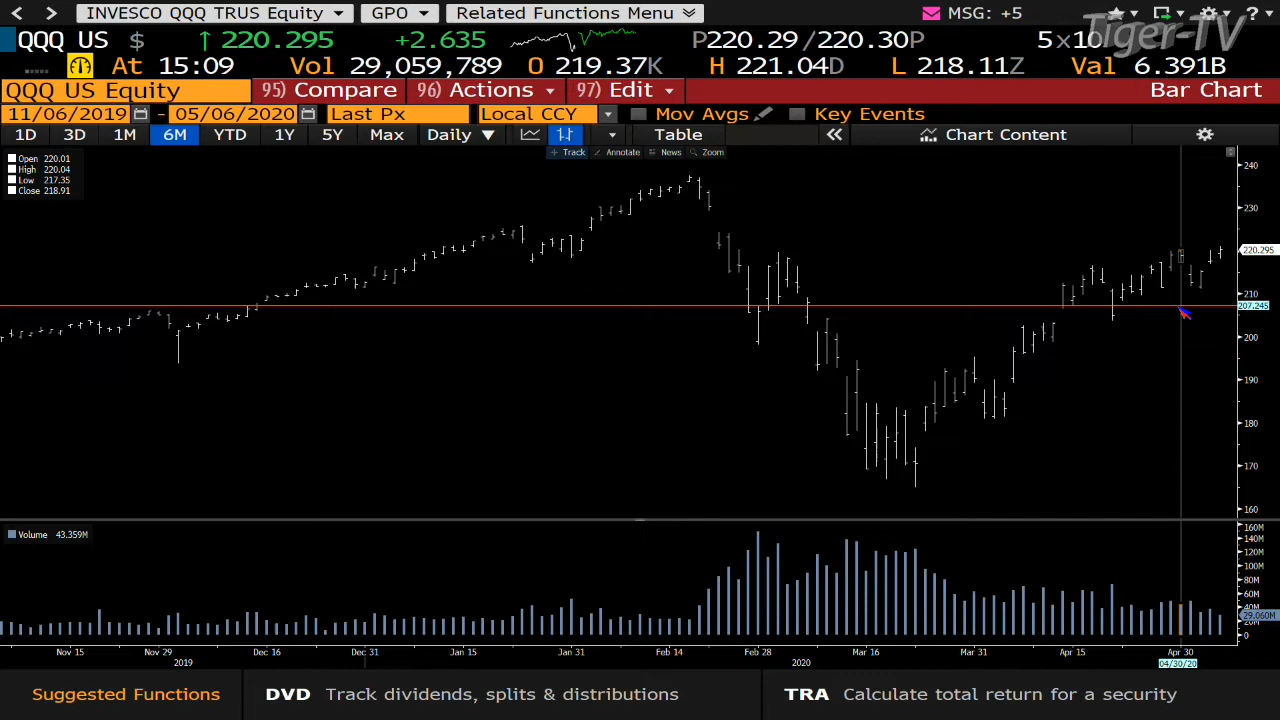 INVESCO QQQ TRUS Equity GPO Related Functions Menu MSG: +5 ?
Tiger-TV
QQQ US $ ↑ 220.295 +2.635 P220.29/220.30P
At 15:09 Vol 29,059,789 O 219.37K H 221.04D L 218.11Z Val 6.391B
QQQ US Equity 95) Compare 96) Actions 97) Edit Bar Chart
11/06/2019 - 05/06/2020 Last Px Local CCY Mov Avgs Key Events
1D 3D 1M 6M YTD 1Y 5Y Max Daily ▼ Table « Chart Content
Track Annotate News Zoom
Open 220.01
High 220.04
Low 217.35
Close 218.91
240
230
220.295
210
207.245
200
190
180
170
160
Volume 43.359M
160M
140M
120M
100M
80M
60M
40M
29.060M
20M
0
Nov 15 Nov 29 Dec 16 Dec 31 Jan 15 Jan 31 Feb 14 Feb 28 Mar 16 Mar 31 Apr 15 Apr 30
2019 2020 04/30/20
Suggested Functions DVD Track dividends, splits & distributions TRA Calculate total return for a security